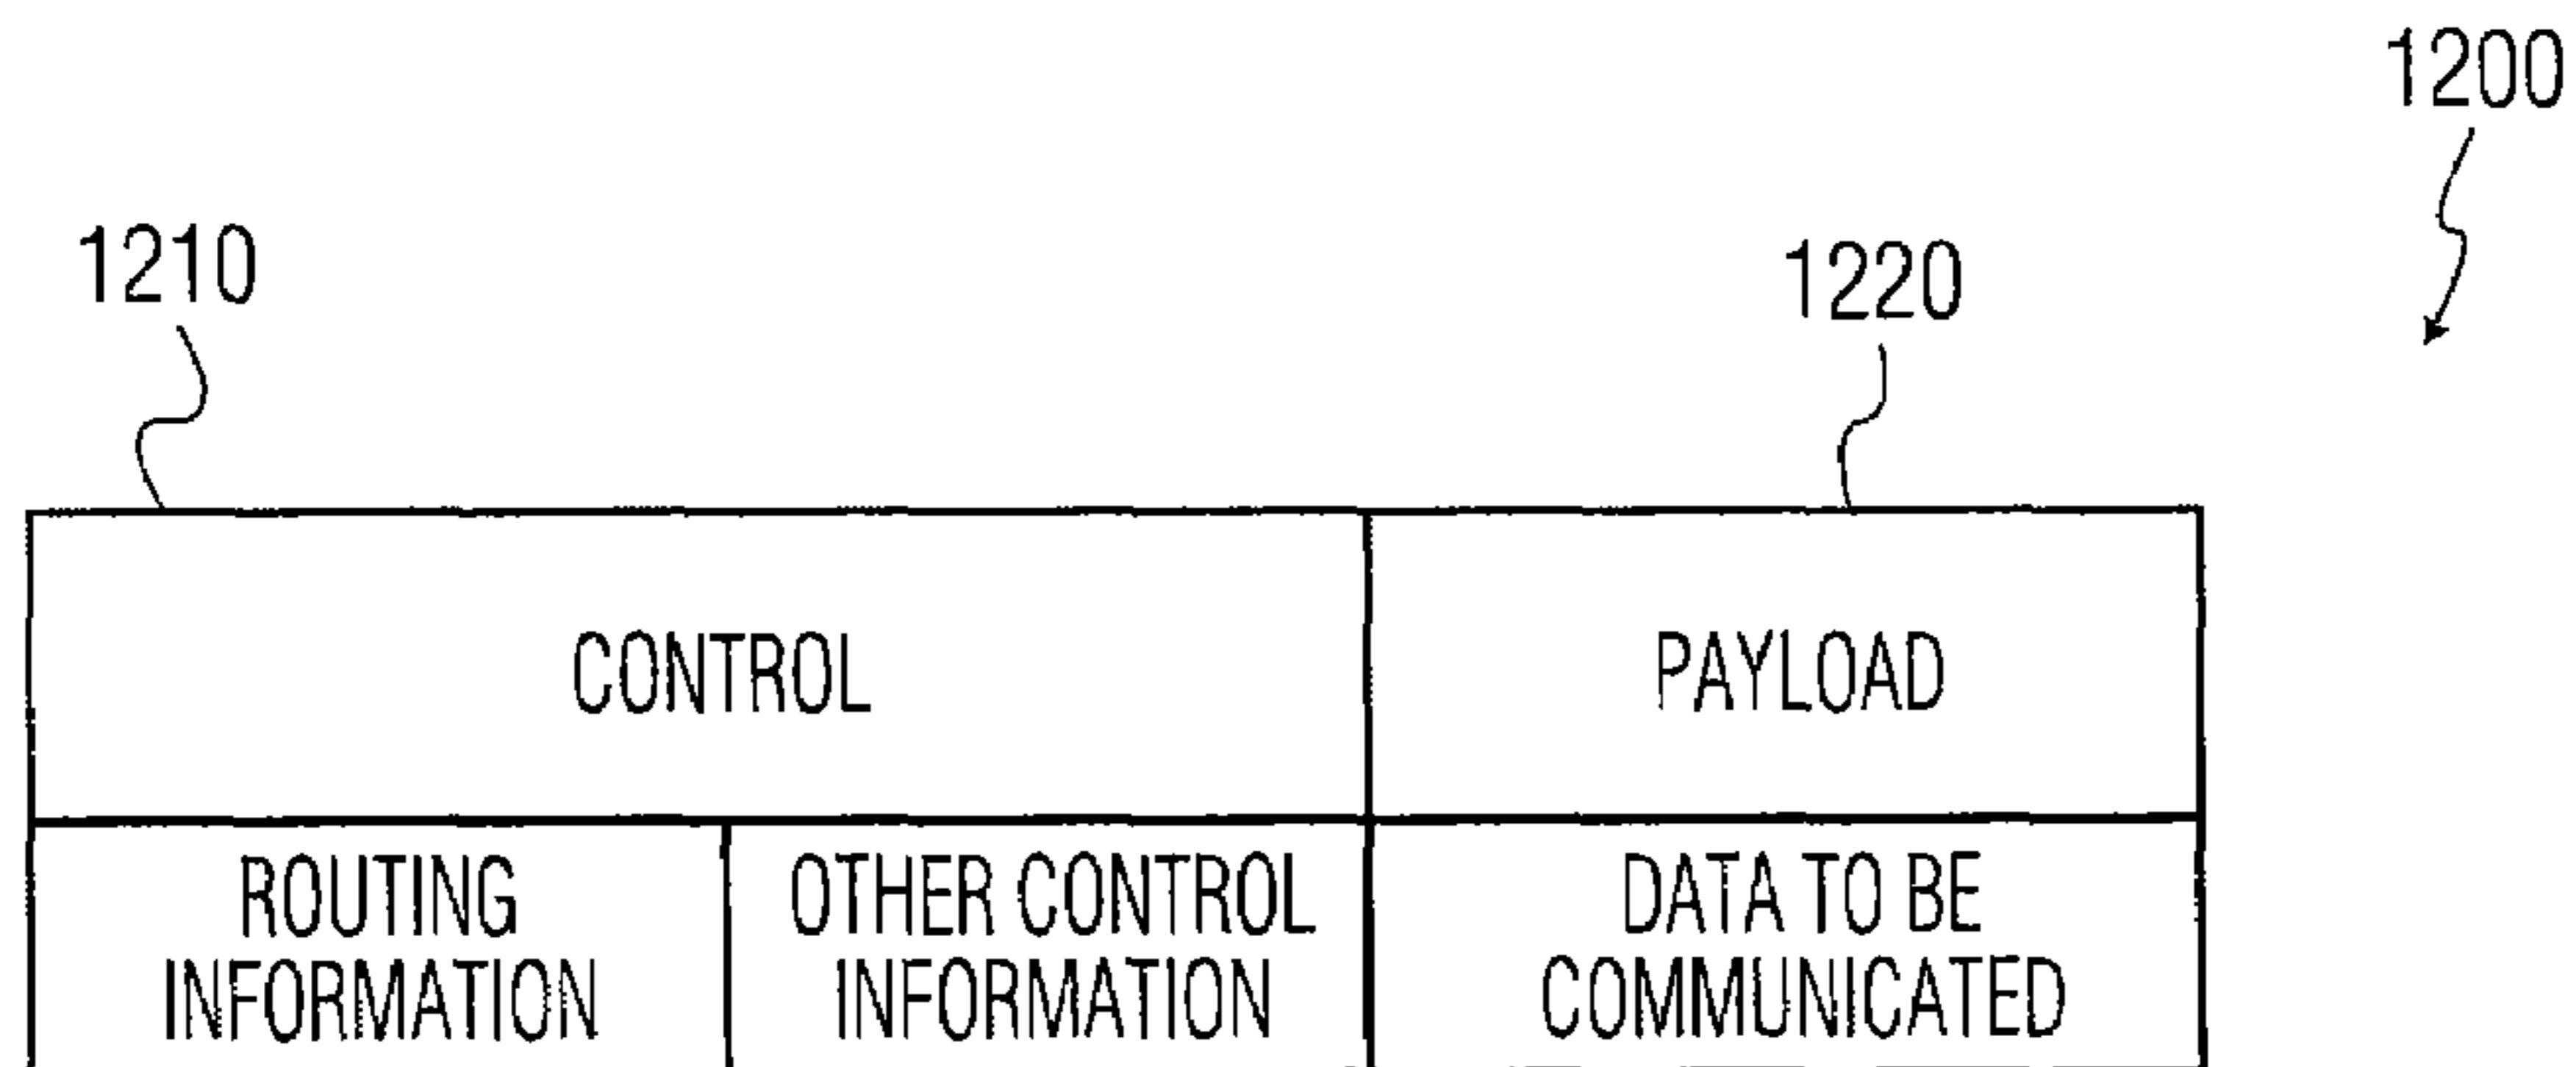 1200
1210
1220
CONTROL
PAYLOAD
ROUTING
INFORMATION
OTHER CONTROL
INFORMATION
DATA TO BE
COMMUNICATED